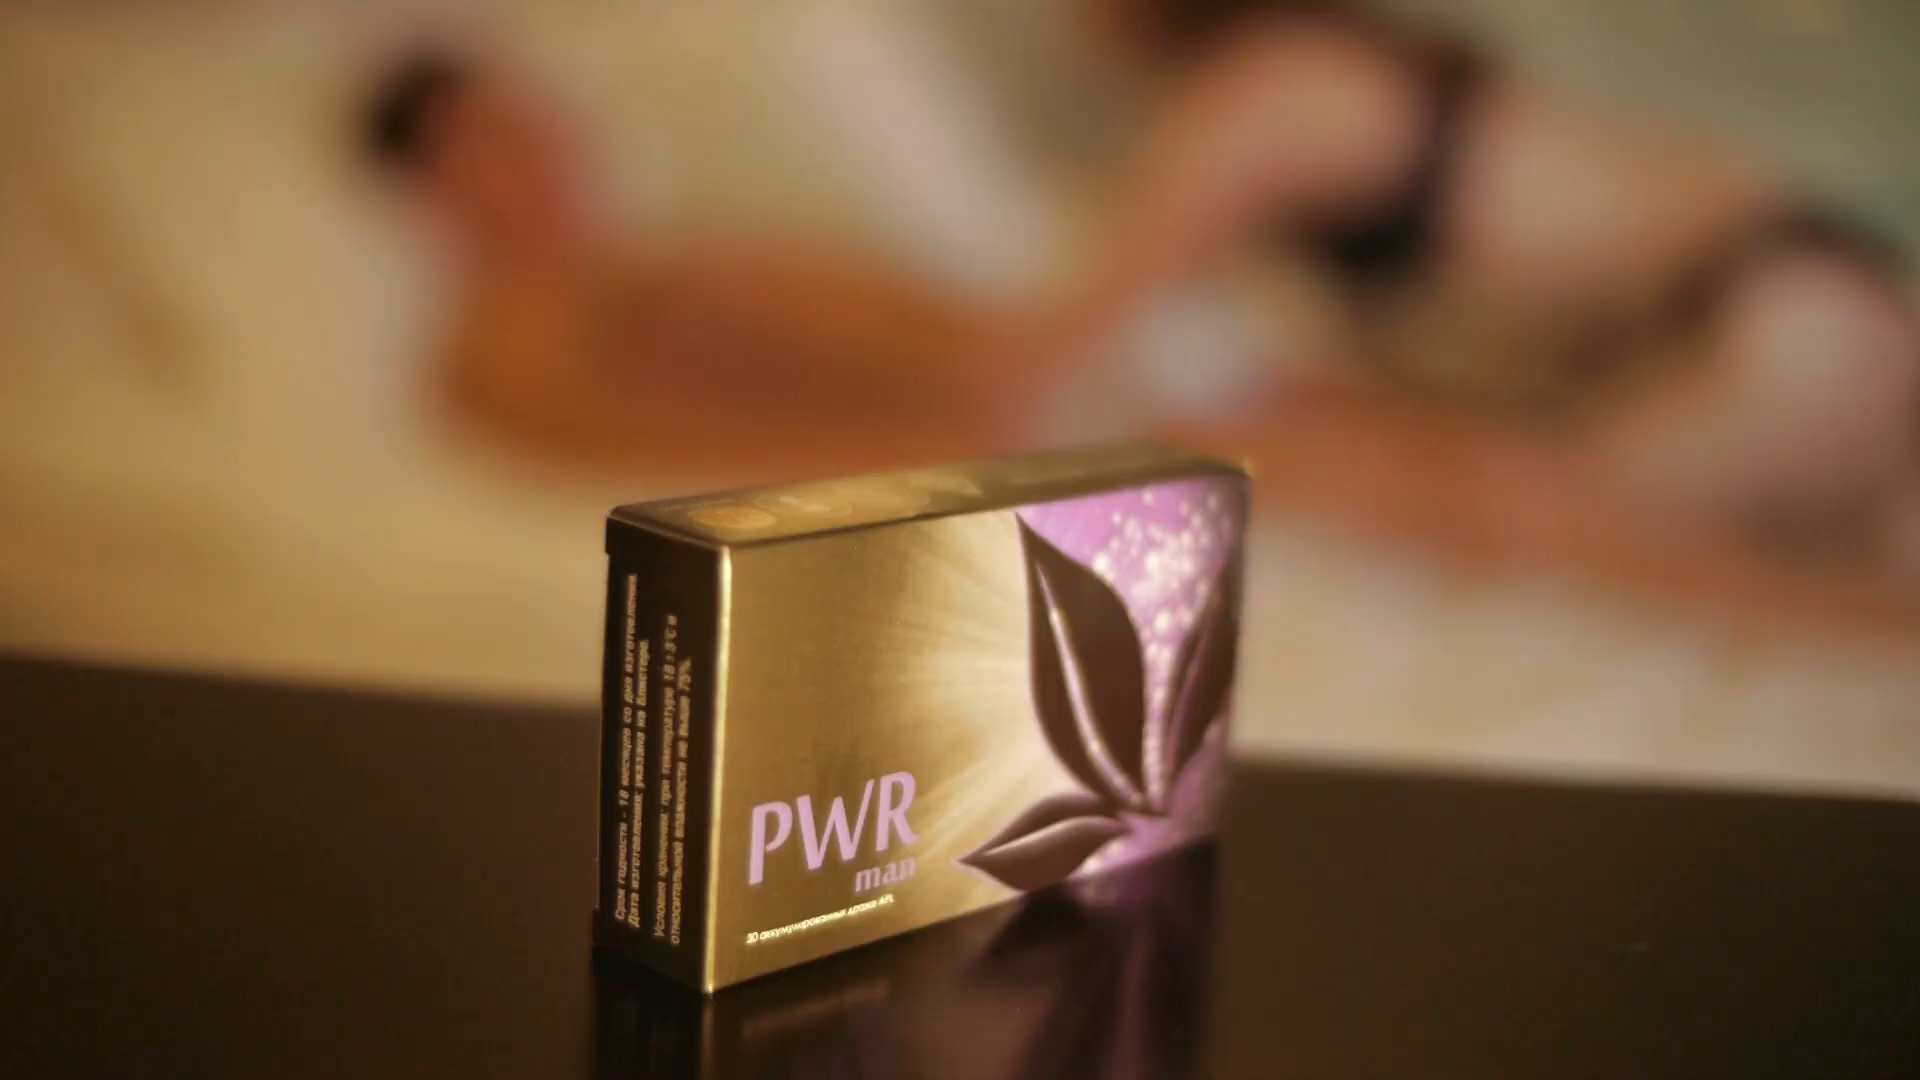 Срок годности - 18 месяцев со дня изготовления.
Дата изготовления: указана на блистере.
Условия хранения: при температуре 18 ± 3°С и
относительной влажности не выше 75%.
PWR
man
30 аккумулированных драже APL